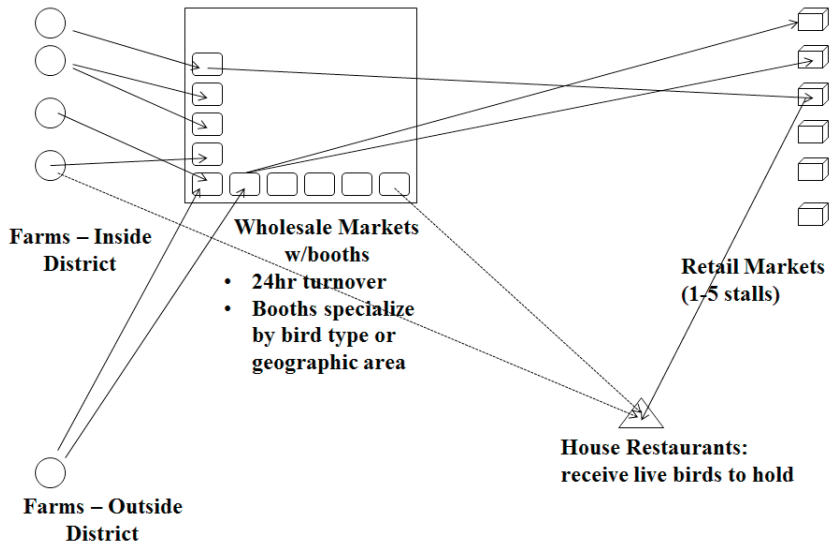 Farms – Inside
District
Wholesale Markets
w/booths
• 24hr turnover
• Booths specialize
by bird type or
geographic area
Retail Markets
(1-5 stalls)
House Restaurants:
receive live birds to hold
Farms – Outside
District